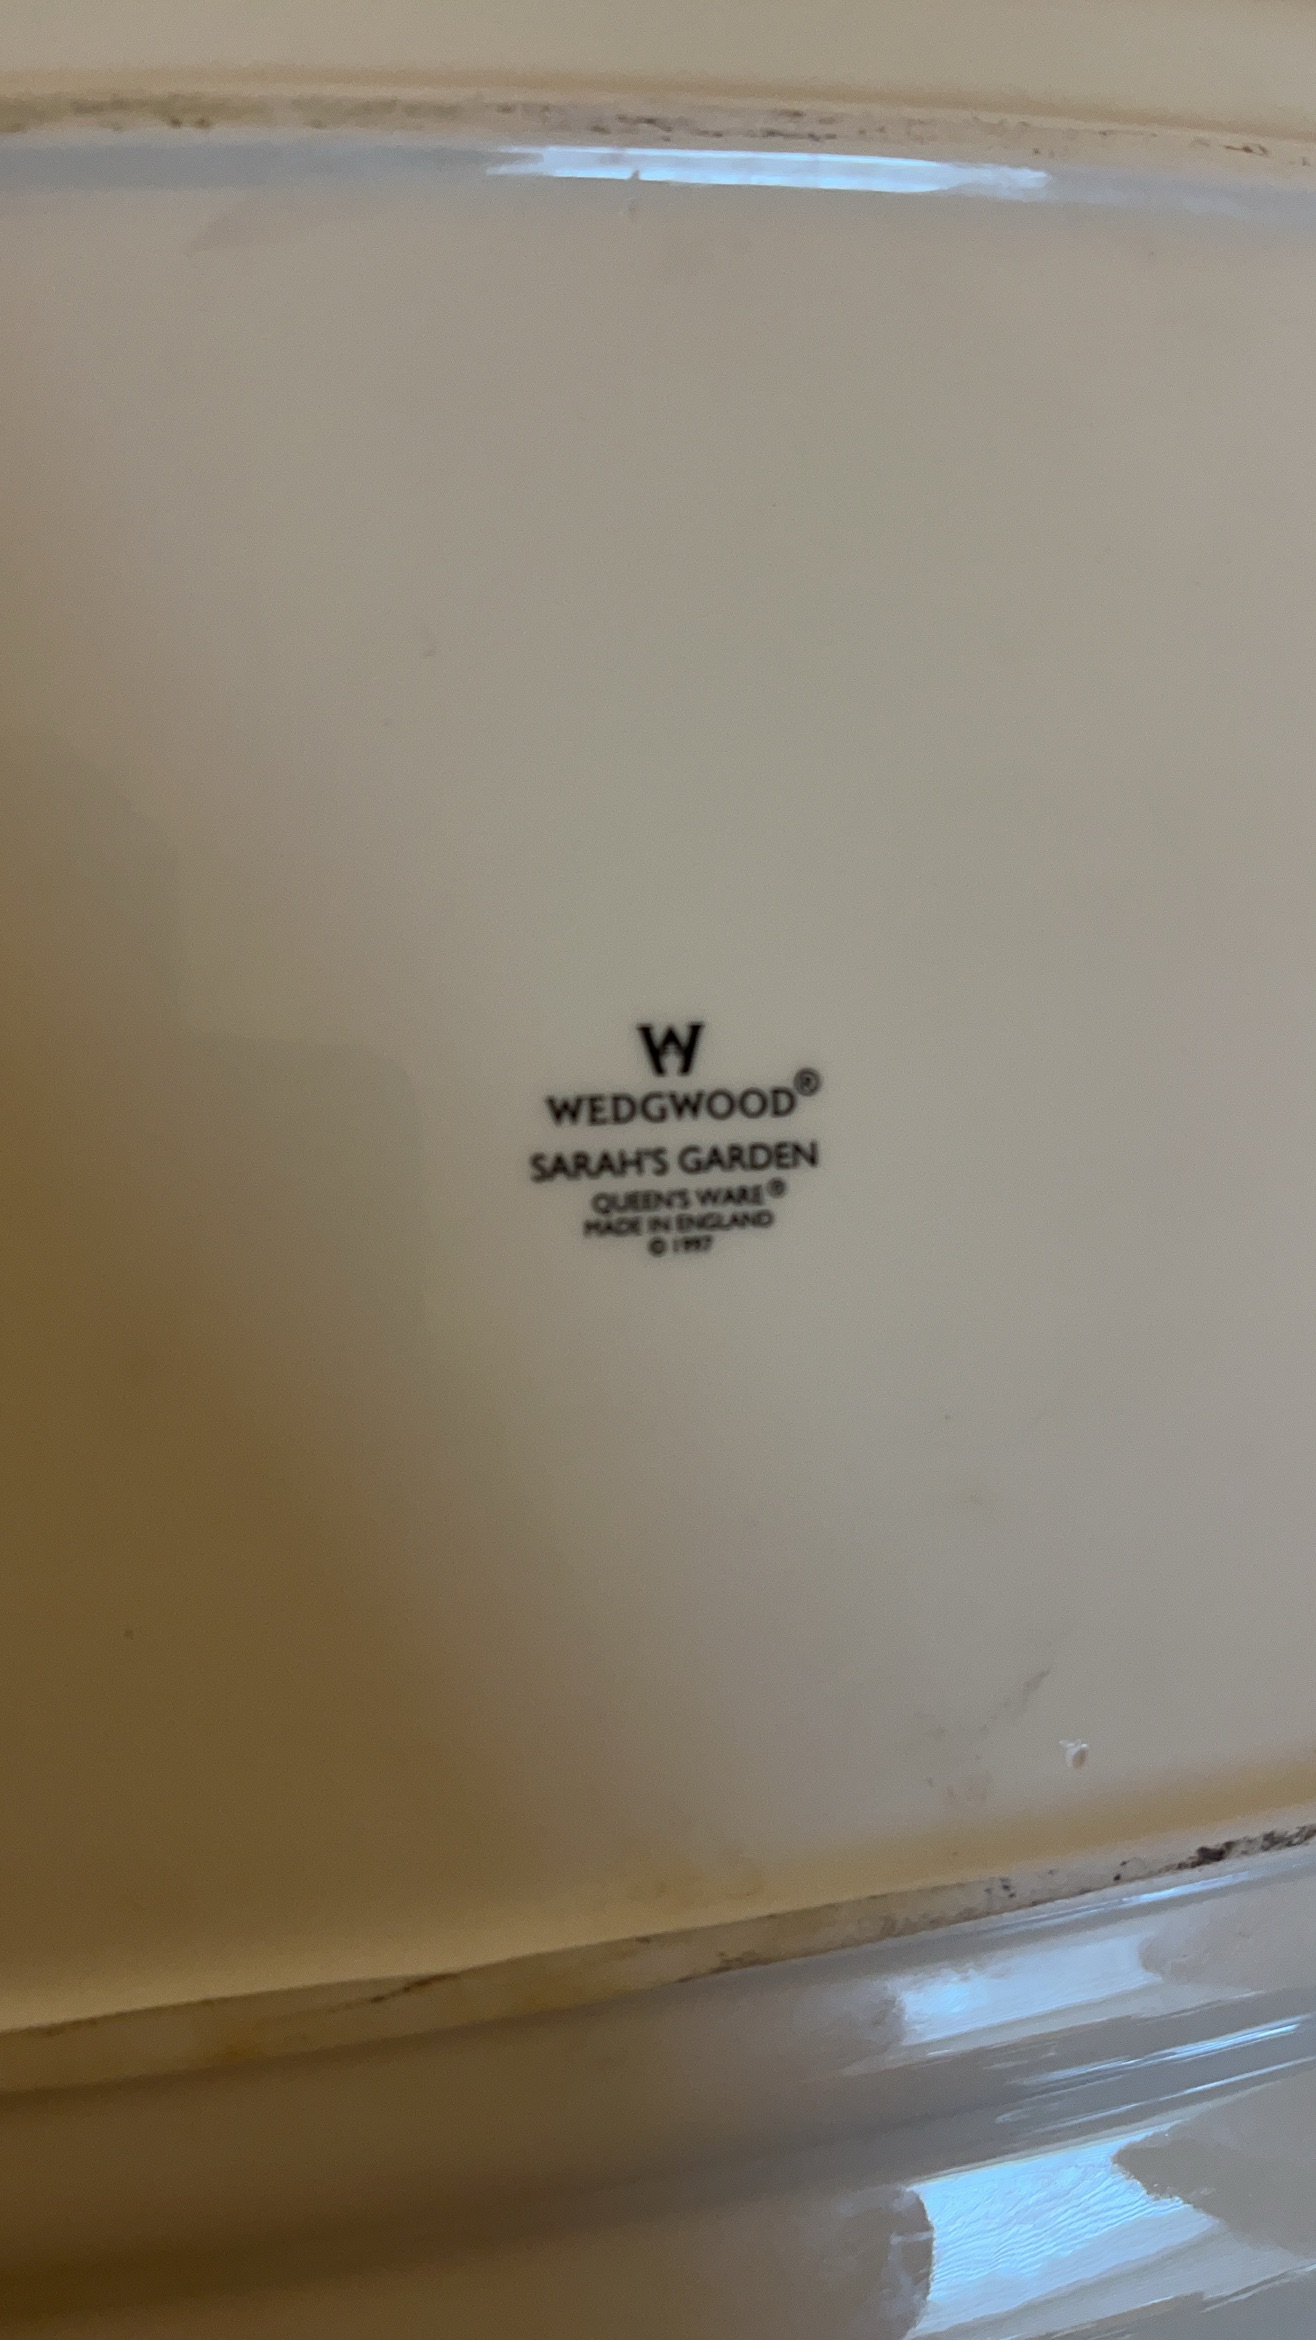 W
WEDGWOOD®
SARAH'S GARDEN
QUEEN'S WARE®
MADE IN ENGLAND
© 1997